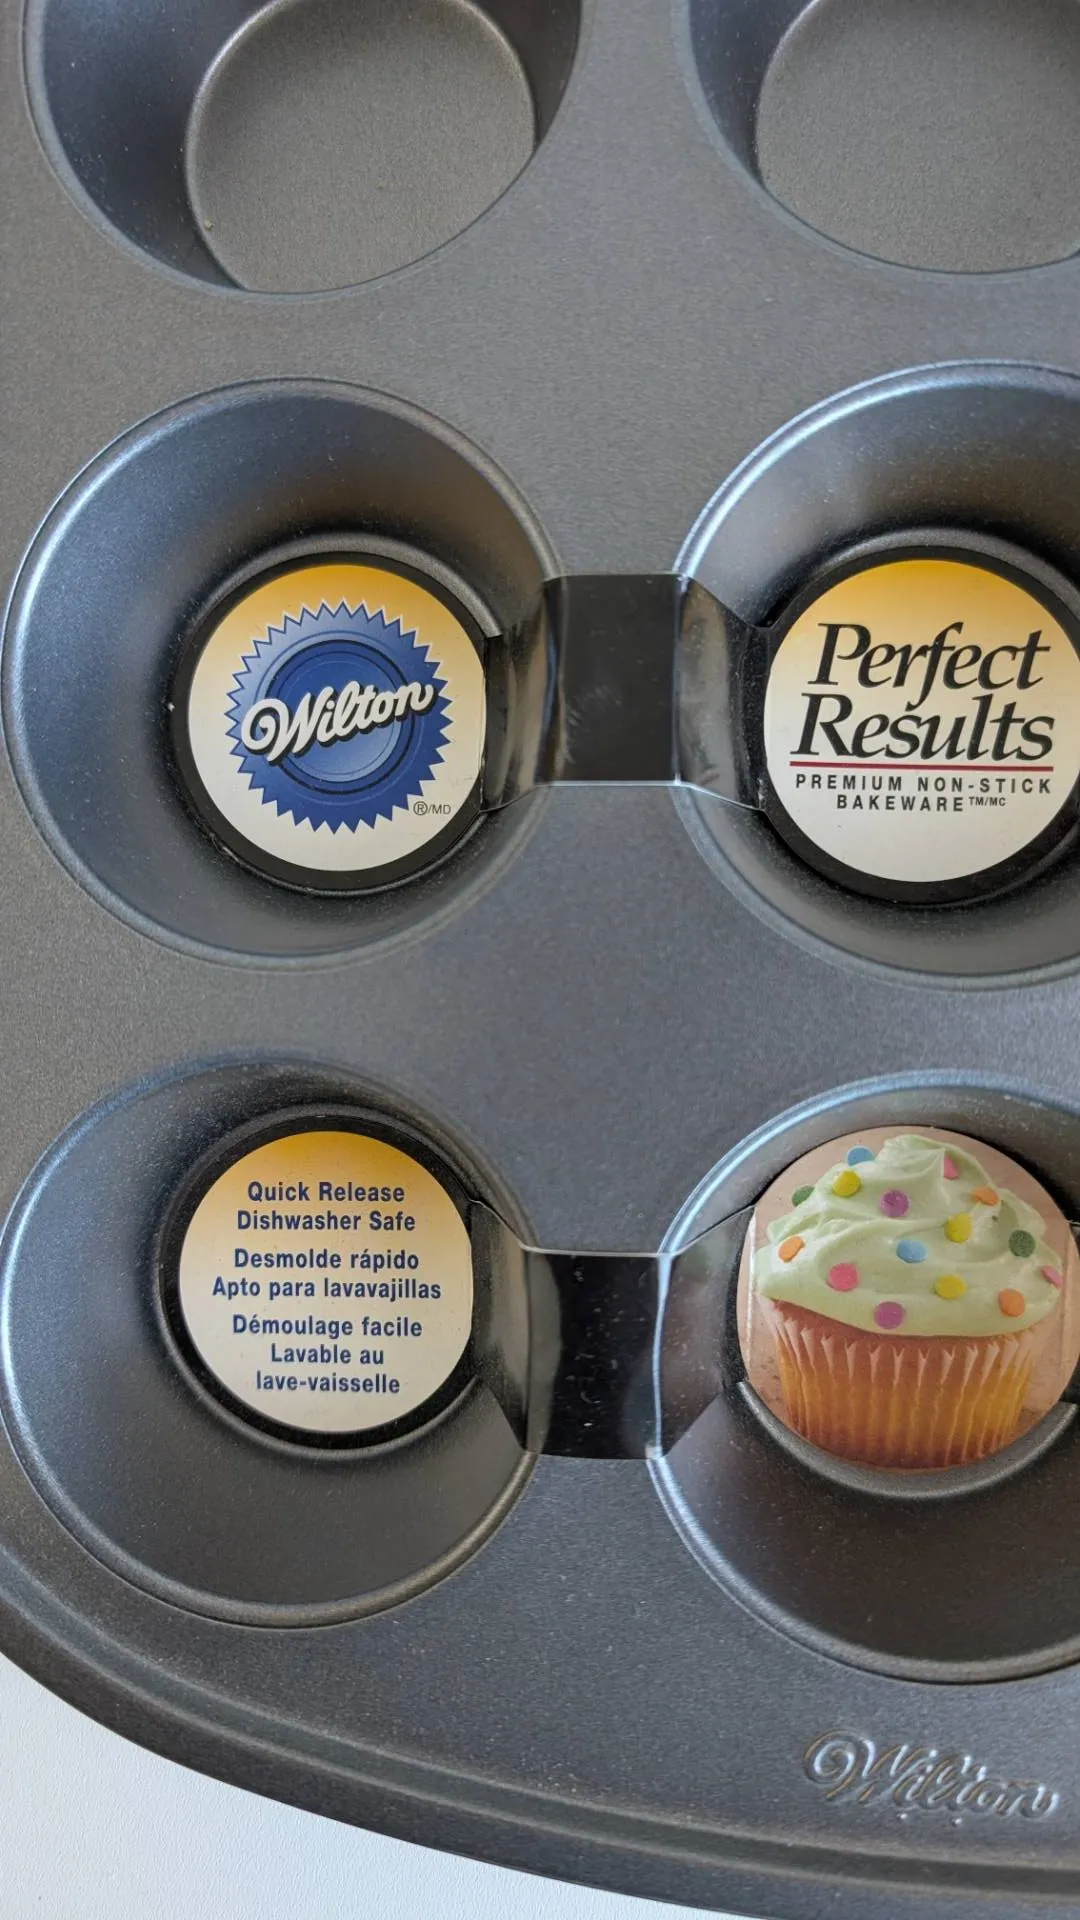 Wilton
®/MD
Perfect
Results
PREMIUM NON-STICK
BAKEWARE™/MC
Quick Release
Dishwasher Safe
Desmolde rápido
Apto para lavavajillas
Démoulage facile
Lavable au
lave-vaisselle
Wilton